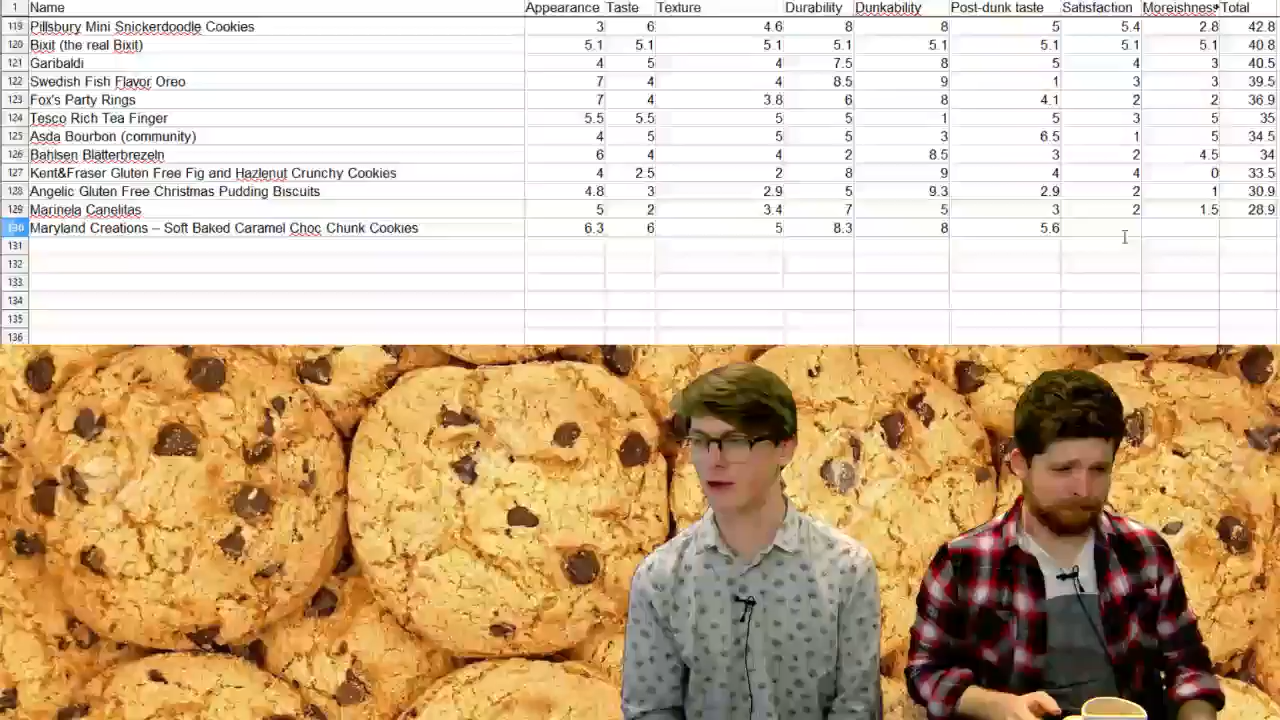 1 Name Appearance Taste Texture Durability Dunkability Post-dunk taste Satisfaction Moreishness Total
119 Pillsbury Mini Snickerdoodle Cookies 3 6 4.6 8 8 5 5.4 2.8 42.8
120 Bixit (the real Bixit) 5.1 5.1 5.1 5.1 5.1 5.1 5.1 5.1 40.8
121 Garibaldi 4 5 4 7.5 8 5 4 3 40.5
122 Swedish Fish Flavor Oreo 7 4 4 8.5 9 1 3 3 39.5
123 Fox's Party Rings 7 4 3.8 6 8 4.1 2 2 36.9
124 Tesco Rich Tea Finger 5.5 5.5 5 5 1 5 3 5 35
125 Asda Bourbon (community) 4 5 5 5 3 6.5 1 5 34.5
126 Bahlsen Blätterbrezeln 6 4 4 2 8.5 3 2 4.5 34
127 Kent&Fraser Gluten Free Fig and Hazlenut Crunchy Cookies 4 2.5 2 8 9 4 4 0 33.5
128 Angelic Gluten Free Christmas Pudding Biscuits 4.8 3 2.9 5 9.3 2.9 2 1 30.9
129 Marinela Canelitas 5 2 3.4 7 5 3 2 1.5 28.9
130 Maryland Creations – Soft Baked Caramel Choc Chunk Cookies 6.3 6 5 8.3 8 5.6
131
132
133
134
135
136